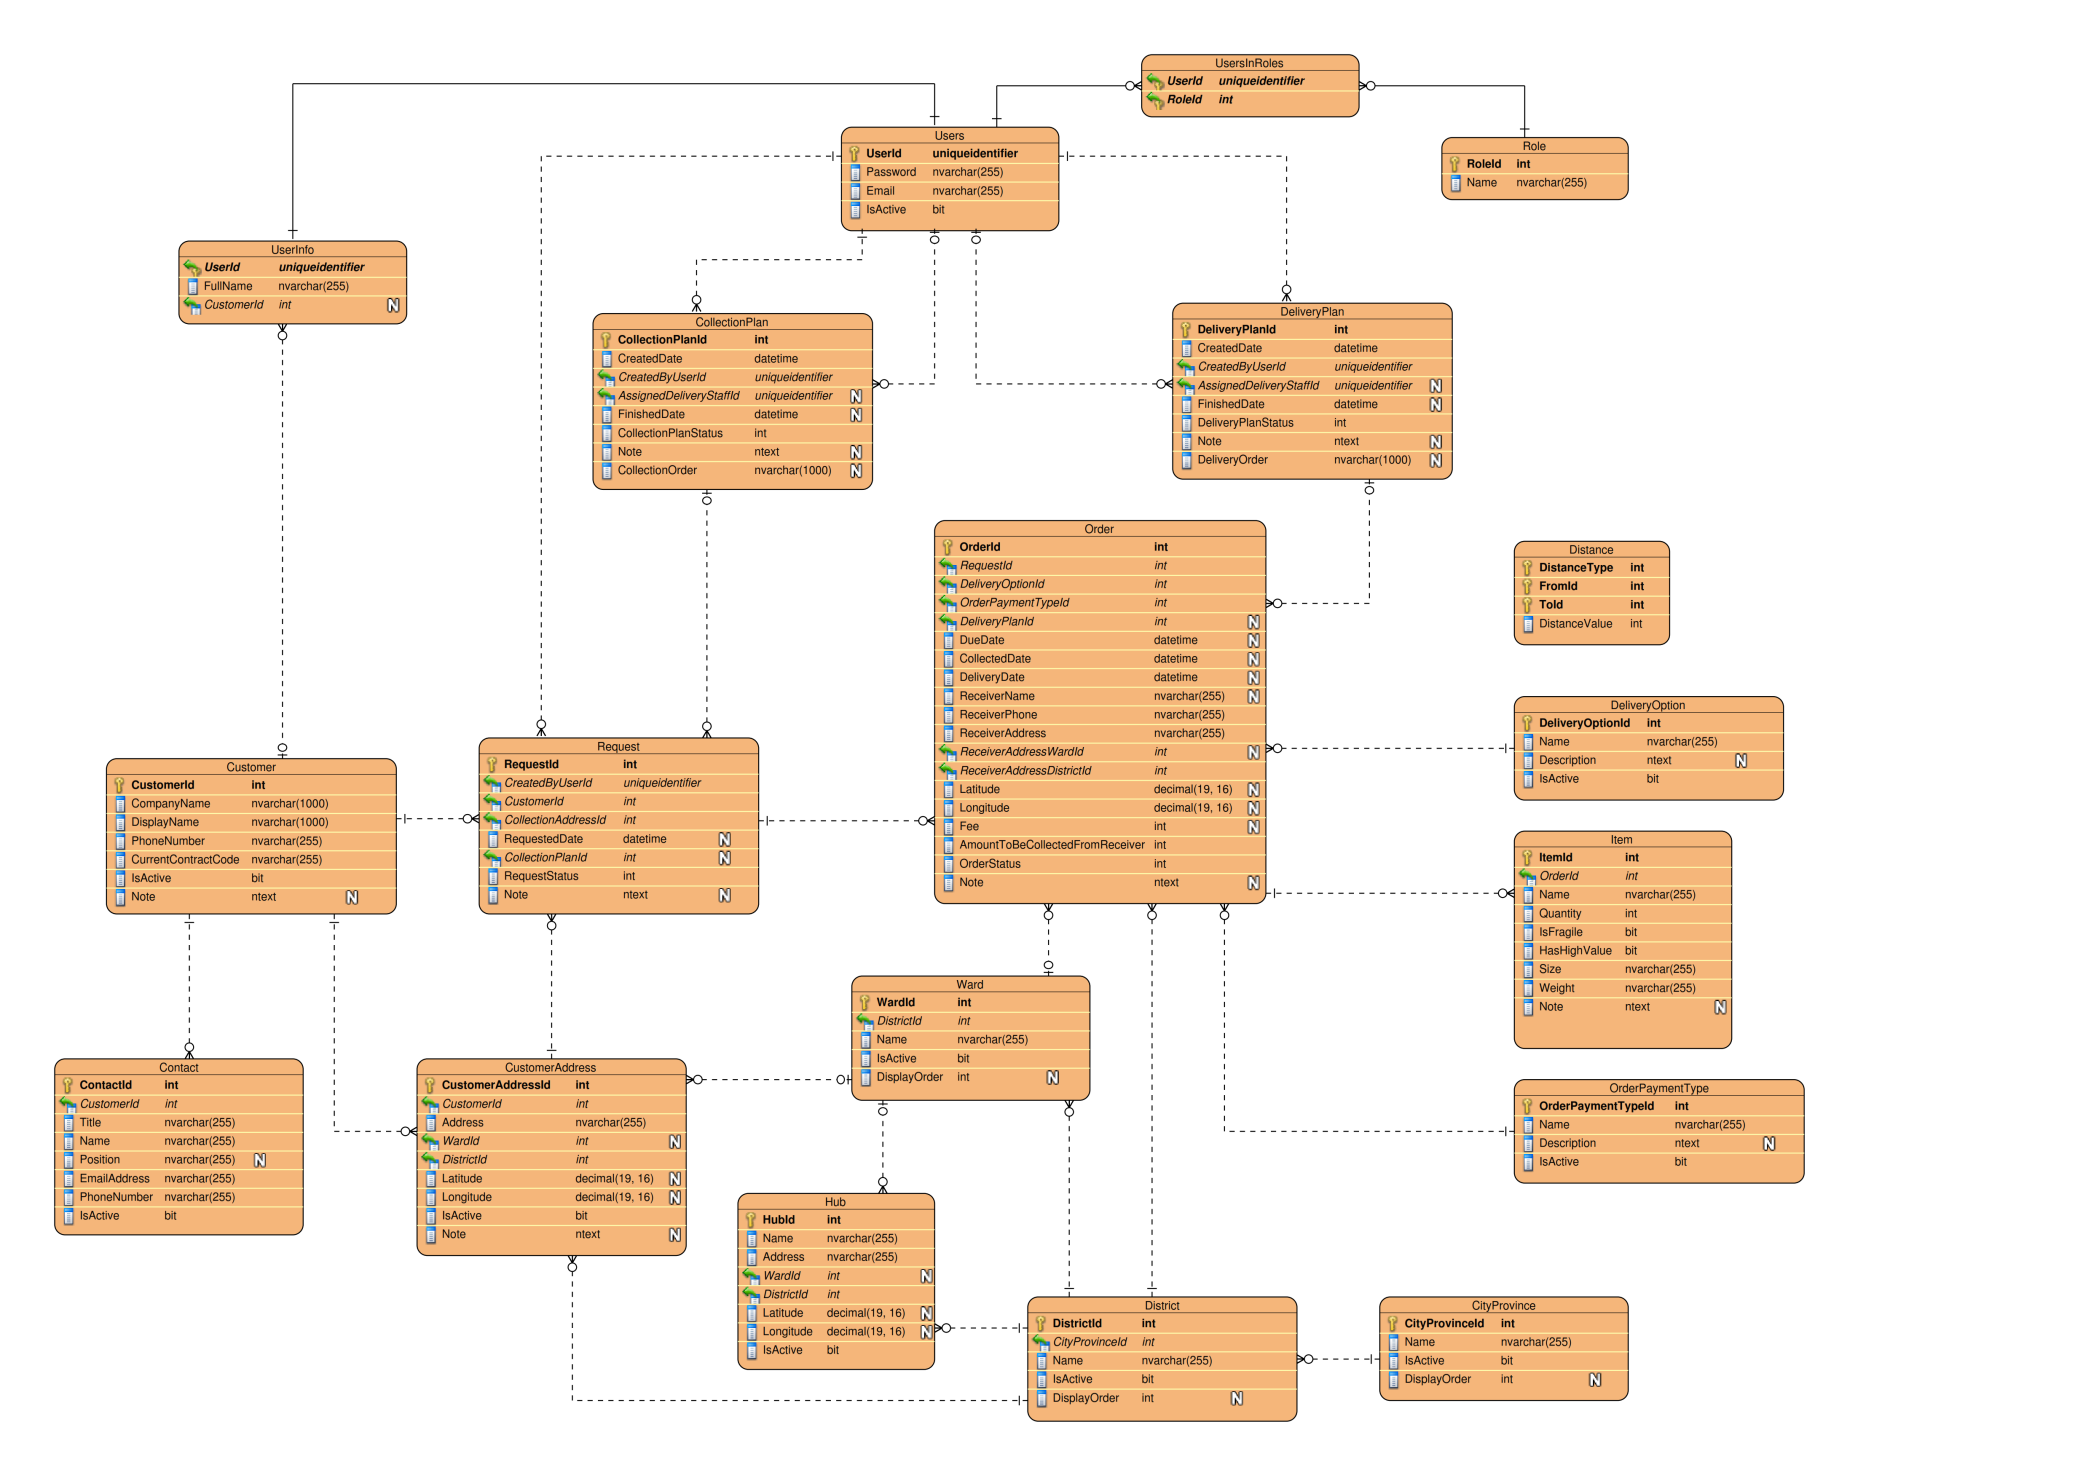 UsersInRoles
UserId uniqueidentifier
RoleId int
Users
UserId uniqueidentifier
Password nvarchar(255)
Email nvarchar(255)
IsActive bit
Role
RoleId int
Name nvarchar(255)
UserInfo
UserId uniqueidentifier
FullName nvarchar(255)
CustomerId int N
CollectionPlan
CollectionPlanId int
CreatedDate datetime
CreatedByUserId uniqueidentifier
AssignedDeliveryStaffId uniqueidentifier N
FinishedDate datetime N
CollectionPlanStatus int
Note ntext N
CollectionOrder nvarchar(1000) N
DeliveryPlan
DeliveryPlanId int
CreatedDate datetime
CreatedByUserId uniqueidentifier
AssignedDeliveryStaffId uniqueidentifier N
FinishedDate datetime N
DeliveryPlanStatus int
Note ntext N
DeliveryOrder nvarchar(1000) N
Order
OrderId int
RequestId int
DeliveryOptionId int
OrderPaymentTypeId int
DeliveryPlanId int N
DueDate datetime N
CollectedDate datetime N
DeliveryDate datetime N
ReceiverName nvarchar(255) N
ReceiverPhone nvarchar(255)
ReceiverAddress nvarchar(255)
ReceiverAddressWardId int N
ReceiverAddressDistrictId int
Latitude decimal(19, 16) N
Longitude decimal(19, 16) N
Fee int N
AmountToBeCollectedFromReceiver int
OrderStatus int
Note ntext N
Distance
DistanceType int
FromId int
ToId int
DistanceValue int
DeliveryOption
DeliveryOptionId int
Name nvarchar(255)
Description ntext N
IsActive bit
Request
RequestId int
CreatedByUserId uniqueidentifier
CustomerId int
CollectionAddressId int
RequestedDate datetime N
CollectionPlanId int N
RequestStatus int
Note ntext N
Customer
CustomerId int
CompanyName nvarchar(1000)
DisplayName nvarchar(1000)
PhoneNumber nvarchar(255)
CurrentContractCode nvarchar(255)
IsActive bit
Note ntext N
Item
ItemId int
OrderId int
Name nvarchar(255)
Quantity int
IsFragile bit
HasHighValue bit
Size nvarchar(255)
Weight nvarchar(255)
Note ntext N
Ward
WardId int
DistrictId int
Name nvarchar(255)
IsActive bit
DisplayOrder int N
Contact
ContactId int
CustomerId int
Title nvarchar(255)
Name nvarchar(255)
Position nvarchar(255) N
EmailAddress nvarchar(255)
PhoneNumber nvarchar(255)
IsActive bit
CustomerAddress
CustomerAddressId int
CustomerId int
Address nvarchar(255)
WardId int N
DistrictId int
Latitude decimal(19, 16) N
Longitude decimal(19, 16) N
IsActive bit
Note ntext N
OrderPaymentType
OrderPaymentTypeId int
Name nvarchar(255)
Description ntext N
IsActive bit
Hub
HubId int
Name nvarchar(255)
Address nvarchar(255)
WardId int N
DistrictId int
Latitude decimal(19, 16) N
Longitude decimal(19, 16) N
IsActive bit
District
DistrictId int
CityProvinceId int
Name nvarchar(255)
IsActive bit
DisplayOrder int N
CityProvince
CityProvinceId int
Name nvarchar(255)
IsActive bit
DisplayOrder int N